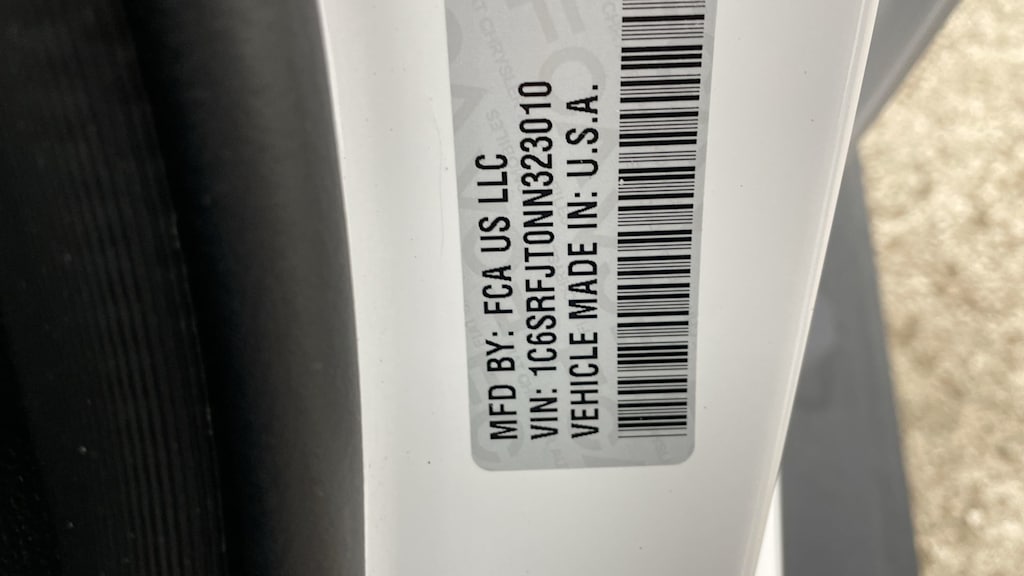 MFD BY: FCA US LLC
VIN: 1C6SRFJT0NN323010
VEHICLE MADE IN: U.S.A.